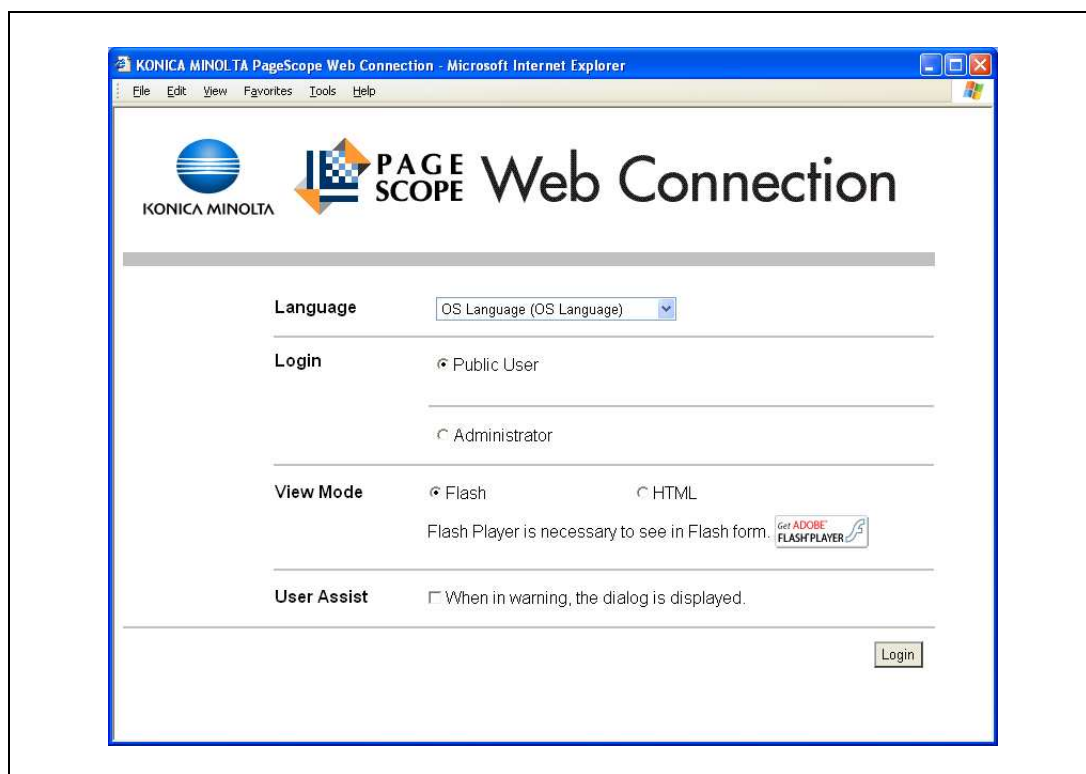 KONICA MINOLTA PageScope Web Connection - Microsoft Internet Explorer
File Edit View Favorites Tools Help
KONICA MINOLTA
PAGE SCOPE Web Connection
Language OS Language (OS Language)
Login Public User
Administrator
View Mode Flash HTML
Flash Player is necessary to see in Flash form. Get ADOBE® FLASH® PLAYER
User Assist When in warning, the dialog is displayed.
Login